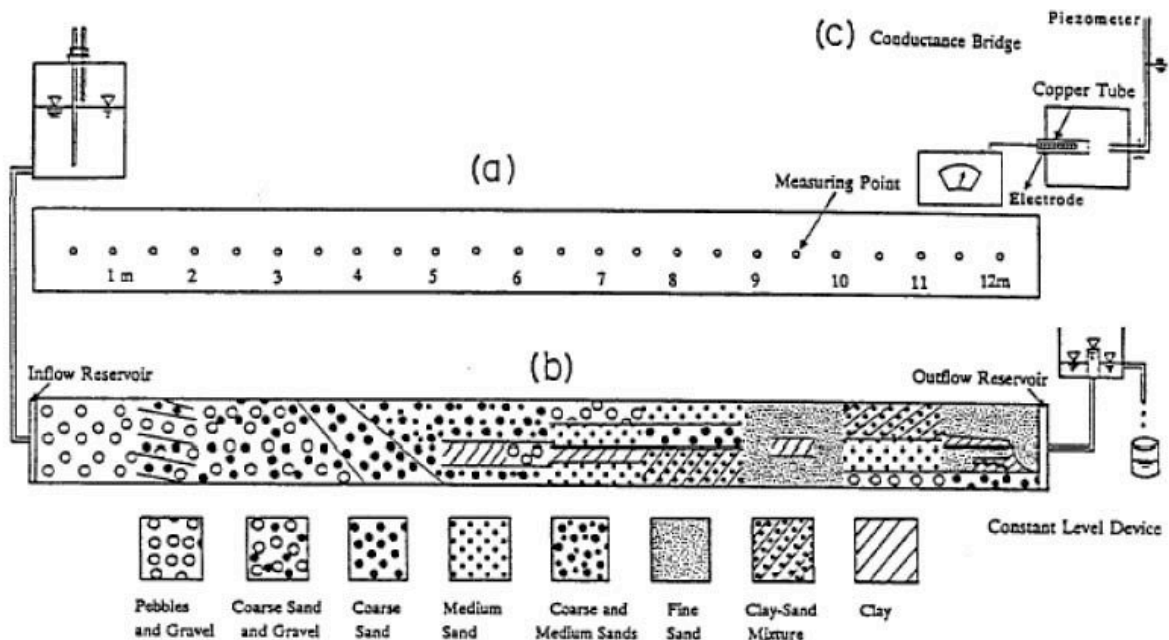 (c) Conductance Bridge
Piezometer
Copper Tube
Electrode
(a)
Measuring Point
1 m 2 3 4 5 6 7 8 9 10 11 12m
(b)
Inflow Reservoir
Outflow Reservoir
Constant Level Device
Pebbles
and Gravel
Coarse Sand
and Gravel
Coarse
Sand
Medium
Sand
Coarse and
Medium Sands
Fine
Sand
Clay-Sand
Mixture
Clay